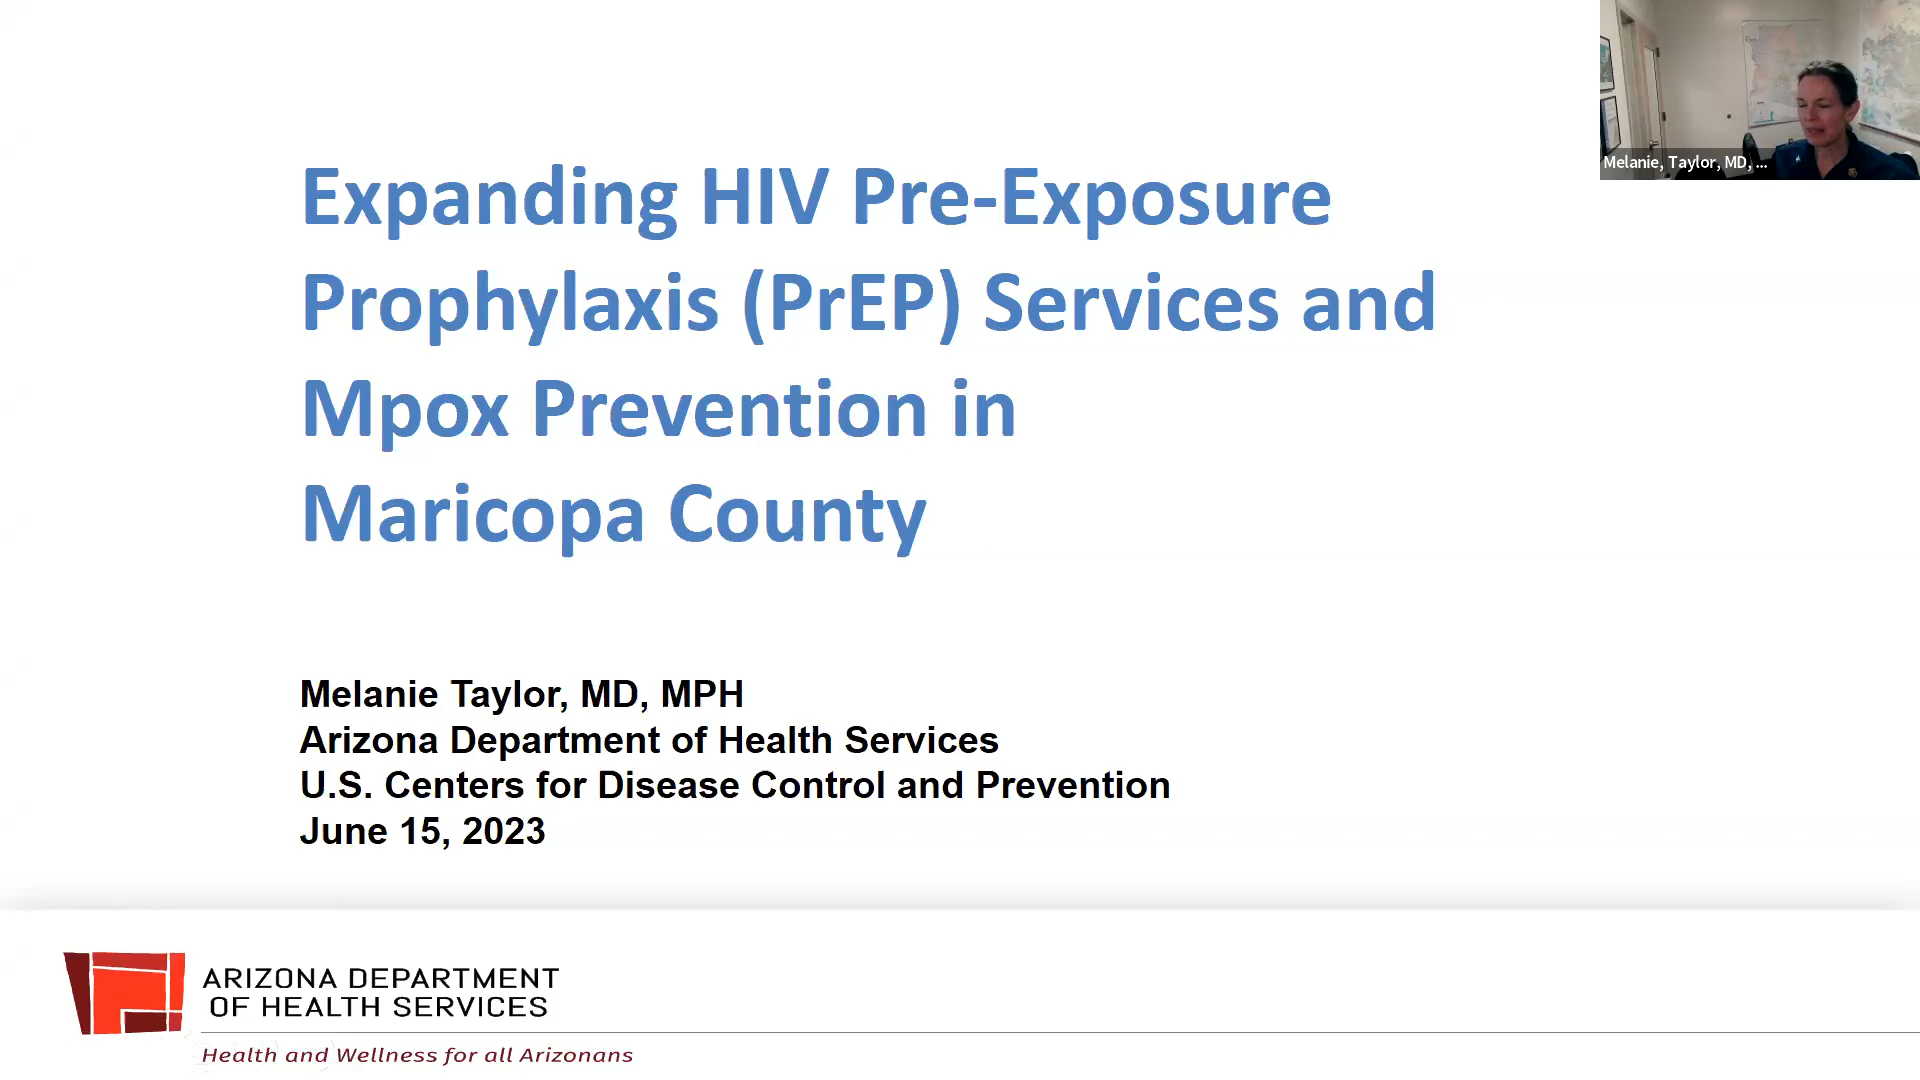 Expanding HIV Pre-Exposure
Prophylaxis (PrEP) Services and
Mpox Prevention in
Maricopa County
Melanie, Taylor, MD, ...
Melanie Taylor, MD, MPH
Arizona Department of Health Services
U.S. Centers for Disease Control and Prevention
June 15, 2023
ARIZONA DEPARTMENT
OF HEALTH SERVICES
Health and Wellness for all Arizonans